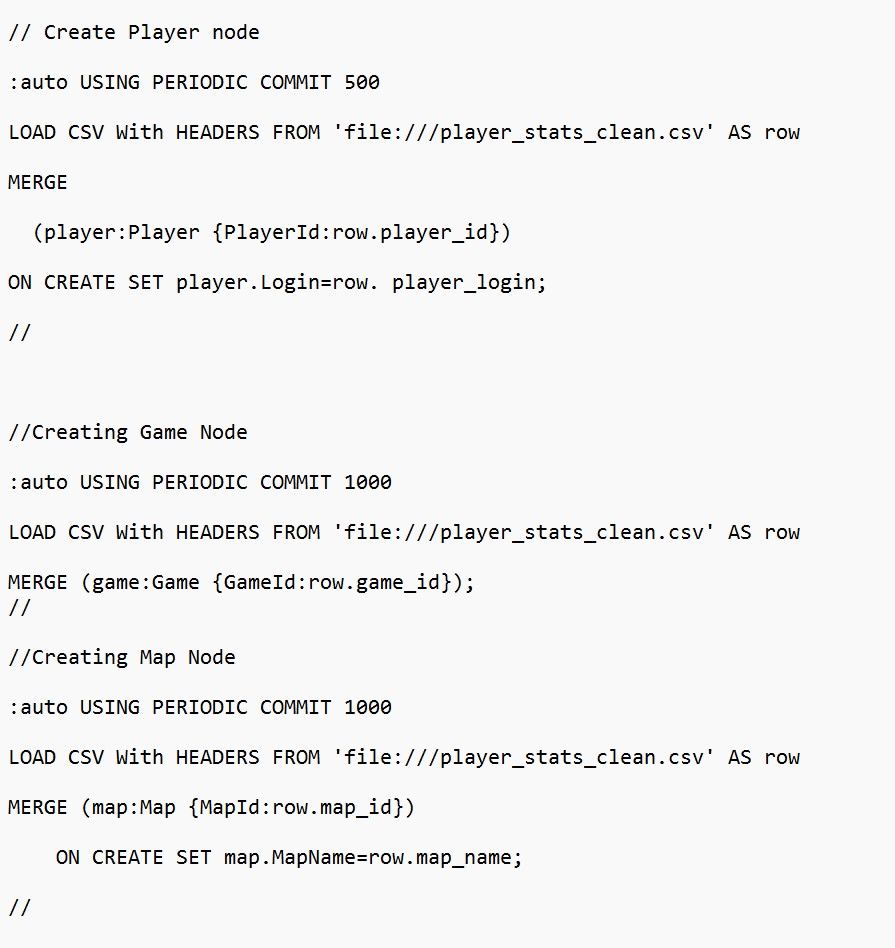 // Create Player node
:auto USING PERIODIC COMMIT 500
LOAD CSV With HEADERS FROM 'file:///player_stats_clean.csv' AS row
MERGE
  (player:Player {PlayerId:row.player_id})
ON CREATE SET player.Login=row. player_login;
//
//Creating Game Node
:auto USING PERIODIC COMMIT 1000
LOAD CSV With HEADERS FROM 'file:///player_stats_clean.csv' AS row
MERGE (game:Game {GameId:row.game_id});
//
//Creating Map Node
:auto USING PERIODIC COMMIT 1000
LOAD CSV With HEADERS FROM 'file:///player_stats_clean.csv' AS row
MERGE (map:Map {MapId:row.map_id})
    ON CREATE SET map.MapName=row.map_name;
//